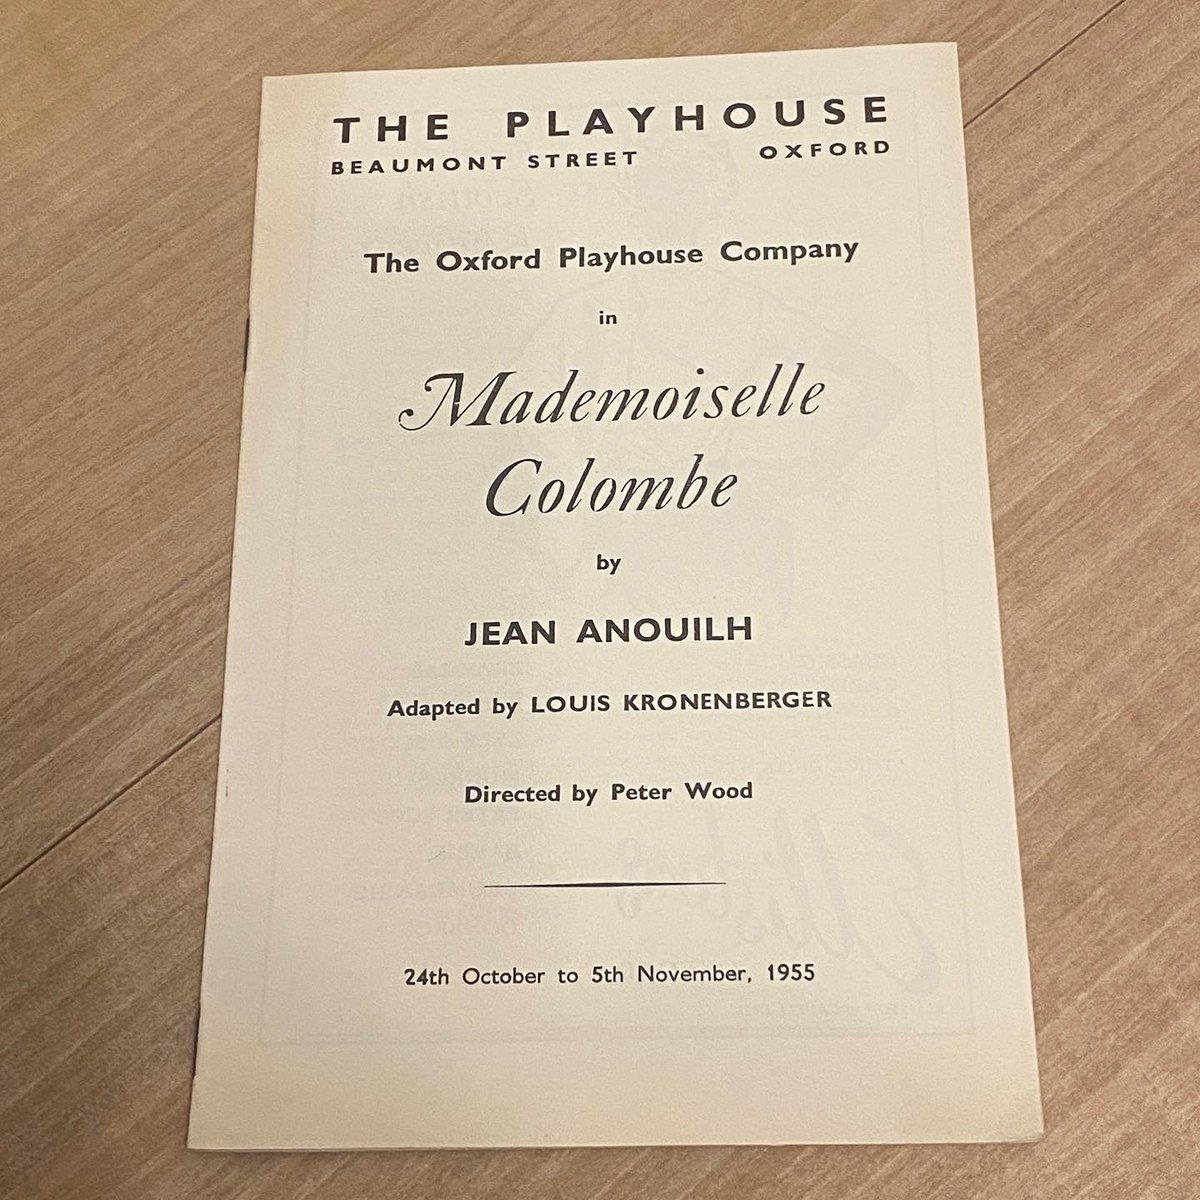 THE PLAYHOUSE
BEAUMONT STREET OXFORD
The Oxford Playhouse Company
in
Mademoiselle
Colombe
by
JEAN ANOUILH
Adapted by LOUIS KRONENBERGER
Directed by Peter Wood
24th October to 5th November, 1955